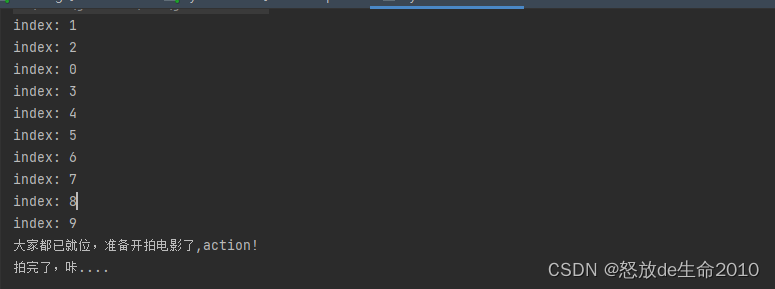 index: 1
index: 2
index: 0
index: 3
index: 4
index: 5
index: 6
index: 7
index: 8
index: 9
大家都已就位，准备开拍电影了,action!
拍完了，咔....
CSDN @怒放de生命2010